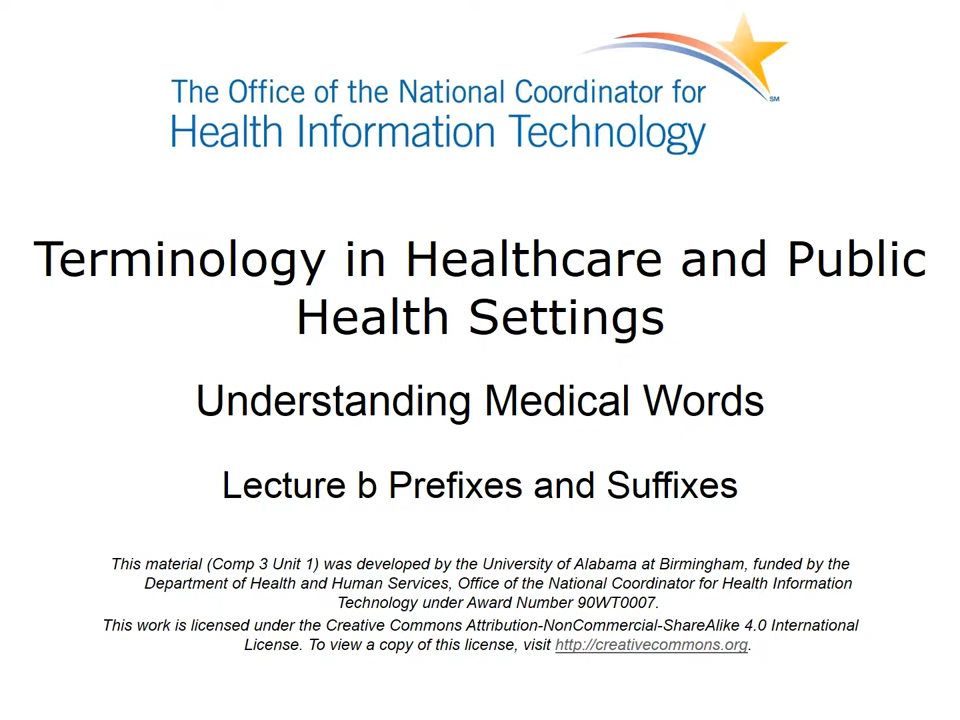 The Office of the National Coordinator for
Health Information Technology
SM
Terminology in Healthcare and Public
Health Settings
Understanding Medical Words
Lecture b Prefixes and Suffixes
This material (Comp 3 Unit 1) was developed by the University of Alabama at Birmingham, funded by the
Department of Health and Human Services, Office of the National Coordinator for Health Information
Technology under Award Number 90WT0007.
This work is licensed under the Creative Commons Attribution-NonCommercial-ShareAlike 4.0 International
License. To view a copy of this license, visit http://creativecommons.org.